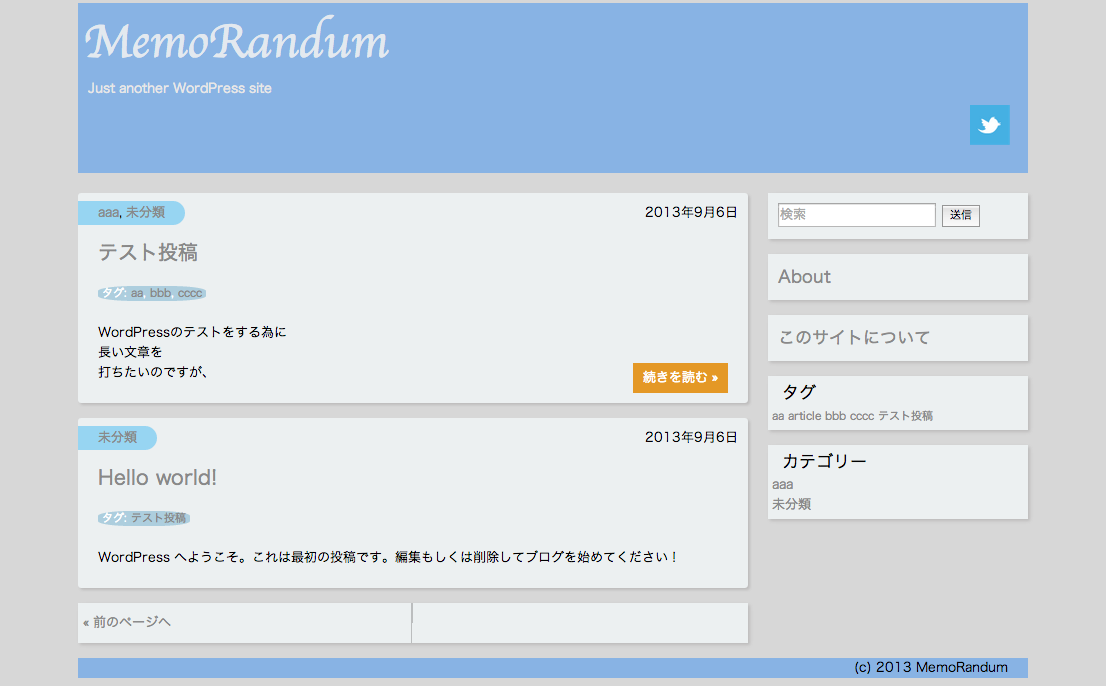 MemoRandum
Just another WordPress site
aaa, 未分類
2013年9月6日
テスト投稿
タグ: aa, bbb, cccc
WordPressのテストをする為に
長い文章を
打ちたいのですが、
続きを読む »
未分類
2013年9月6日
Hello world!
タグ: テスト投稿
WordPress へようこそ。これは最初の投稿です。編集もしくは削除してブログを始めてください！
« 前のページへ
検索
送信
About
このサイトについて
タグ
aa article bbb cccc テスト投稿
カテゴリー
aaa
未分類
(c) 2013 MemoRandum